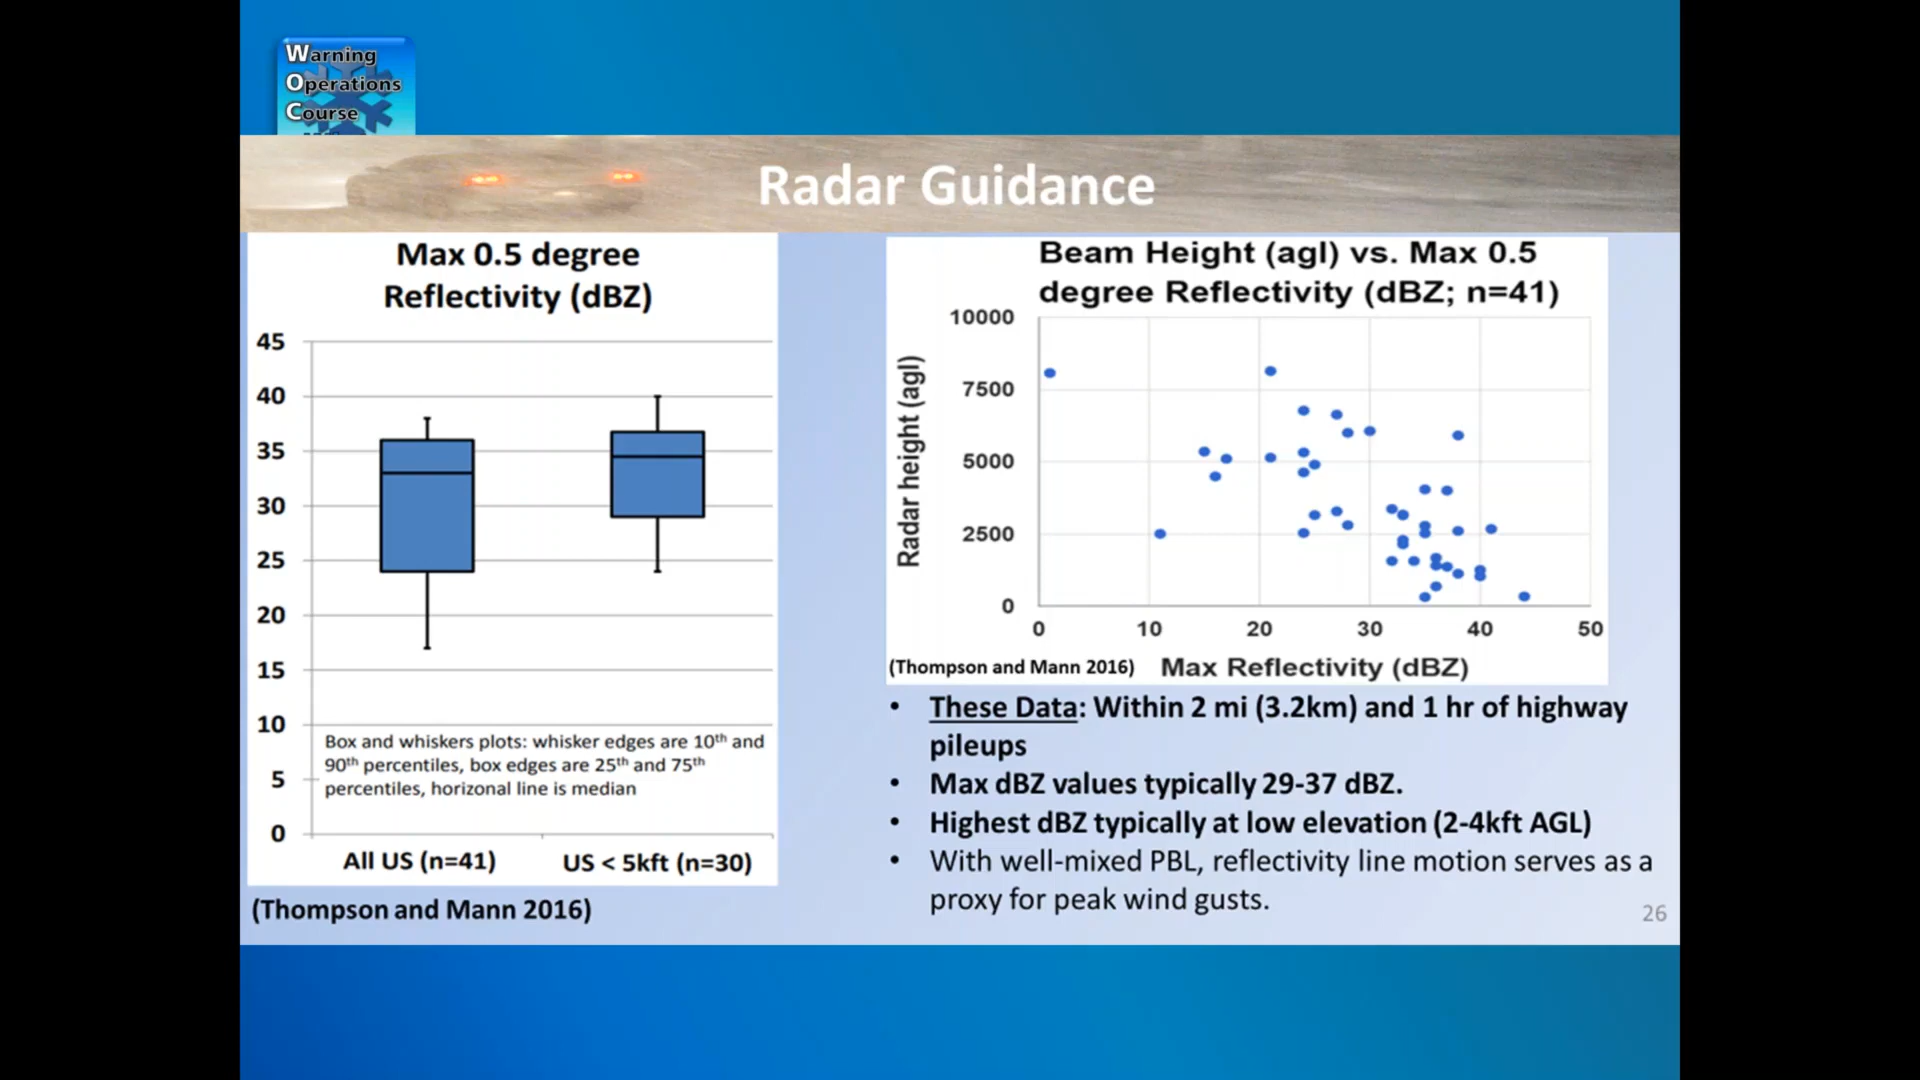 Warning
Operations
Course
Radar Guidance
Max 0.5 degree
Reflectivity (dBZ)
45
40
35
30
25
20
15
10
5
0
Box and whiskers plots: whisker edges are 10th and
90th percentiles, box edges are 25th and 75th
percentiles, horizonal line is median
All US (n=41)
US < 5kft (n=30)
(Thompson and Mann 2016)
Beam Height (agl) vs. Max 0.5
degree Reflectivity (dBZ; n=41)
Radar height (agl)
10000
7500
5000
2500
0
0 10 20 30 40 50
(Thompson and Mann 2016)
Max Reflectivity (dBZ)
• These Data: Within 2 mi (3.2km) and 1 hr of highway
pileups
• Max dBZ values typically 29-37 dBZ.
• Highest dBZ typically at low elevation (2-4kft AGL)
• With well-mixed PBL, reflectivity line motion serves as a
proxy for peak wind gusts.
26